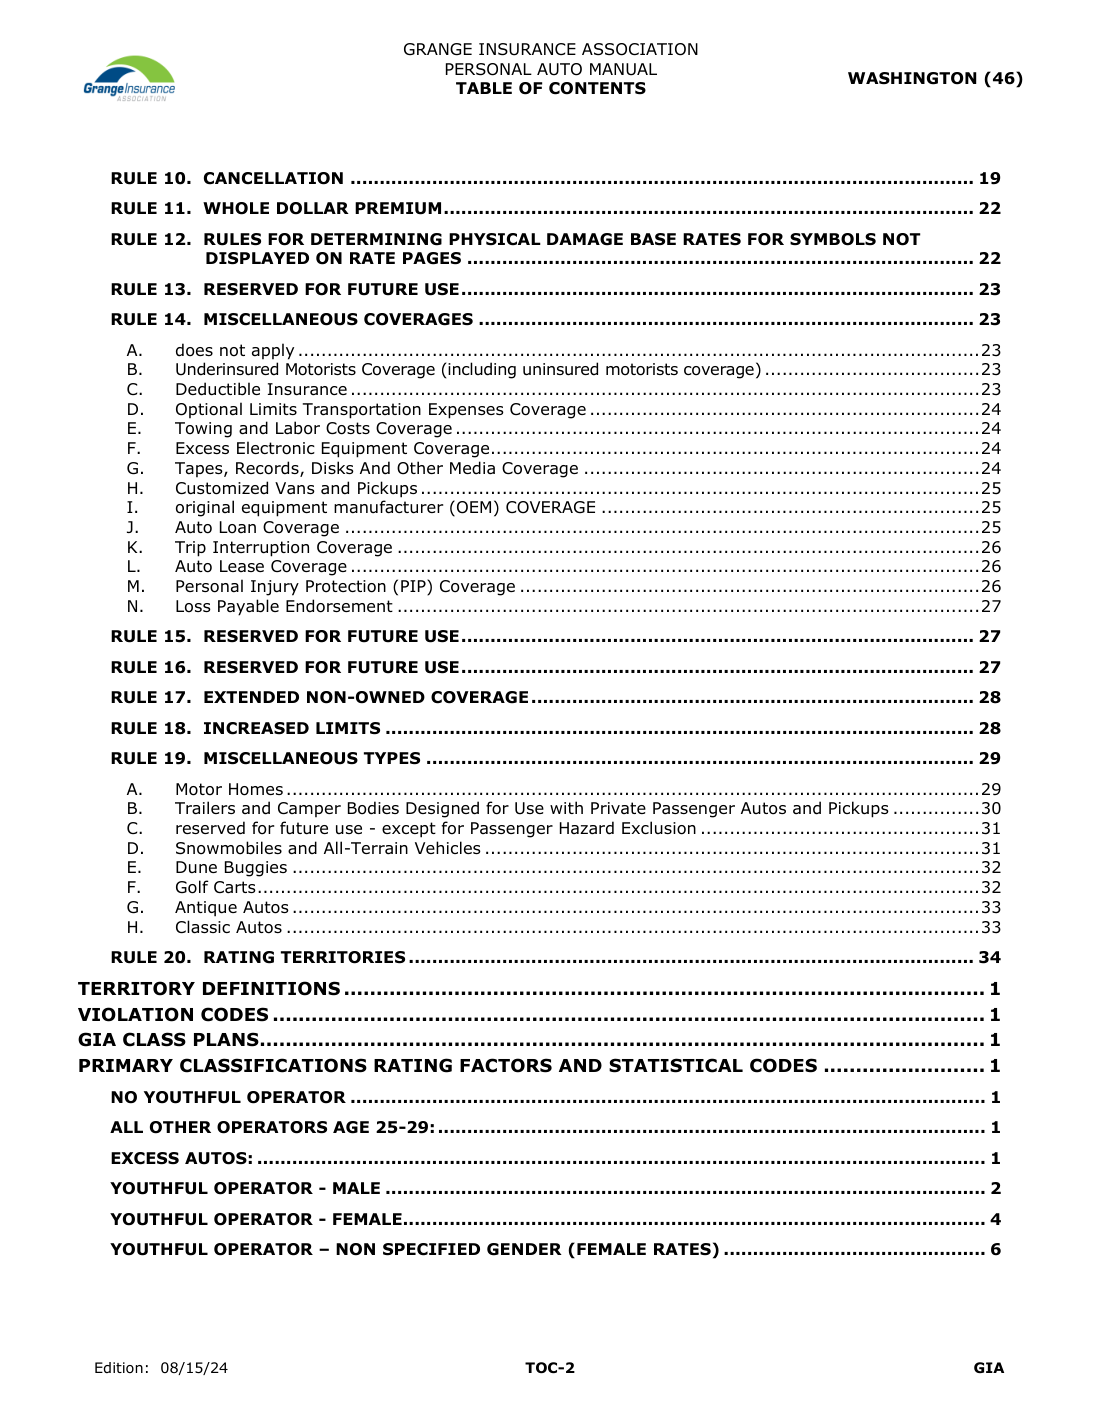 GRANGE INSURANCE ASSOCIATION
PERSONAL AUTO MANUAL
TABLE OF CONTENTS
WASHINGTON (46)
GrangeInsurance
ASSOCIATION
RULE 10. CANCELLATION ........................................ 19
RULE 11. WHOLE DOLLAR PREMIUM........................................ 22
RULE 12. RULES FOR DETERMINING PHYSICAL DAMAGE BASE RATES FOR SYMBOLS NOT
DISPLAYED ON RATE PAGES ........................................ 22
RULE 13. RESERVED FOR FUTURE USE........................................ 23
RULE 14. MISCELLANEOUS COVERAGES ........................................ 23
A. does not apply ........................................23
B. Underinsured Motorists Coverage (including uninsured motorists coverage) ........................................23
C. Deductible Insurance ........................................23
D. Optional Limits Transportation Expenses Coverage ........................................24
E. Towing and Labor Costs Coverage ........................................24
F. Excess Electronic Equipment Coverage........................................24
G. Tapes, Records, Disks And Other Media Coverage ........................................24
H. Customized Vans and Pickups ........................................25
I. original equipment manufacturer (OEM) COVERAGE ........................................25
J. Auto Loan Coverage ........................................25
K. Trip Interruption Coverage ........................................26
L. Auto Lease Coverage ........................................26
M. Personal Injury Protection (PIP) Coverage ........................................26
N. Loss Payable Endorsement ........................................27
RULE 15. RESERVED FOR FUTURE USE........................................ 27
RULE 16. RESERVED FOR FUTURE USE........................................ 27
RULE 17. EXTENDED NON-OWNED COVERAGE ........................................ 28
RULE 18. INCREASED LIMITS ........................................ 28
RULE 19. MISCELLANEOUS TYPES ........................................ 29
A. Motor Homes ........................................29
B. Trailers and Camper Bodies Designed for Use with Private Passenger Autos and Pickups ...............30
C. reserved for future use - except for Passenger Hazard Exclusion ........................................31
D. Snowmobiles and All-Terrain Vehicles ........................................31
E. Dune Buggies ........................................32
F. Golf Carts........................................32
G. Antique Autos ........................................33
H. Classic Autos ........................................33
RULE 20. RATING TERRITORIES ........................................ 34
TERRITORY DEFINITIONS ........................................ 1
VIOLATION CODES ........................................ 1
GIA CLASS PLANS........................................ 1
PRIMARY CLASSIFICATIONS RATING FACTORS AND STATISTICAL CODES ......................... 1
NO YOUTHFUL OPERATOR ........................................ 1
ALL OTHER OPERATORS AGE 25-29: ........................................ 1
EXCESS AUTOS: ........................................ 1
YOUTHFUL OPERATOR - MALE ........................................ 2
YOUTHFUL OPERATOR - FEMALE........................................ 4
YOUTHFUL OPERATOR – NON SPECIFIED GENDER (FEMALE RATES) ........................................ 6
Edition: 08/15/24
TOC-2
GIA